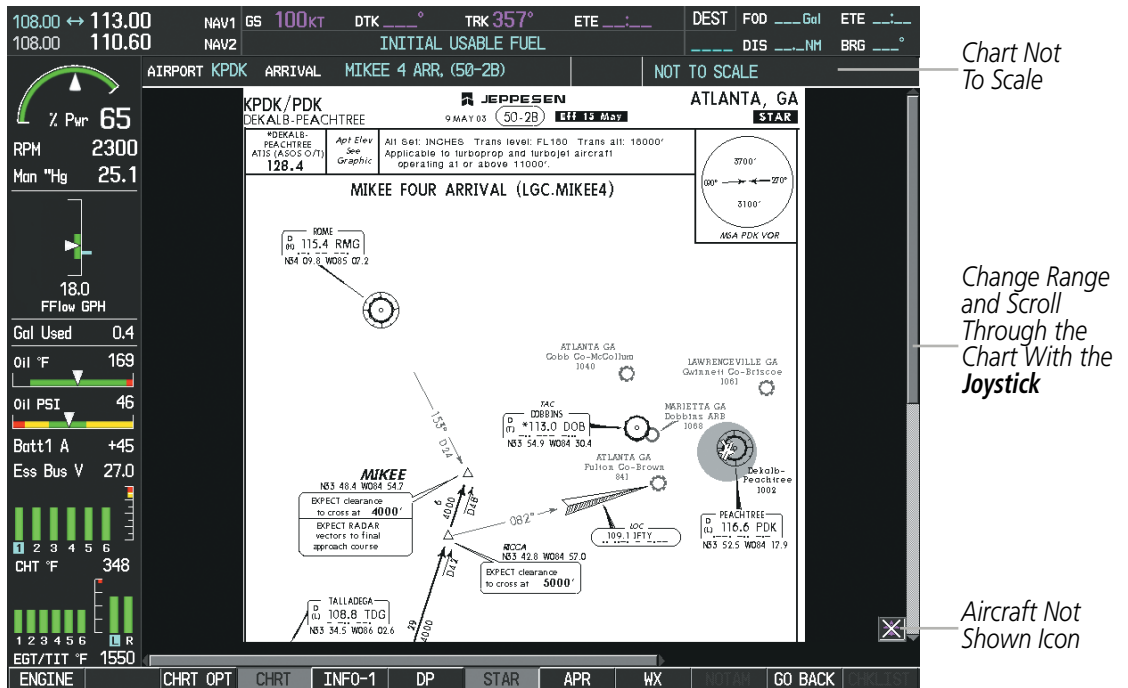 108.00 ↔ 113.00 NAV1 GS 100KT DTK ___° TRK 357° ETE __:__ DEST FOD ___Gal ETE __:__
108.00 110.60 NAV2 INITIAL USABLE FUEL ____ DIS __._NM BRG ___°
AIRPORT KPDK ARRIVAL MIKEE 4 ARR, (50-2B) NOT TO SCALE
Chart Not
To Scale
% Pwr 65
RPM 2300
Man "Hg 25.1
18.0
FFlow GPH
Gal Used 0.4
Oil °F 169
Oil PSI 46
Batt1 A +45
Ess Bus V 27.0
1 2 3 4 5 6
CHT °F 348
1 2 3 4 5 6 L R
EGT/TIT °F 1550
KPDK/PDK
DEKALB-PEACHTREE
JEPPESEN
9 MAY 03 50-2B Eff 15 May
ATLANTA, GA
STAR
*DEKALB-
PEACHTREE
ATIS (ASOS O/T)
128.4
Apt Elev
See
Graphic
Alt Set: INCHES Trans level: FL180 Trans alt: 18000'
Applicable to turboprop and turbojet aircraft
operating at or above 11000'.
MIKEE FOUR ARRIVAL (LGC.MIKEE4)
3700'
090° 270°
3100'
MSA PDK VOR
ROME
D
(H) 115.4 RMG
N34 09.8 W085 07.2
ATLANTA GA
Cobb Co-McCollum
1040
LAWRENCEVILLE GA
Gwinnett Co-Briscoe
1061
TAC
DOBBINS
D
(T) *113.0 DOB
N33 54.9 W084 30.4
MARIETTA GA
Dobbins ARB
1068
153° D24
ATLANTA GA
Fulton Co-Brown
841
Dekalb-
Peachtree
1002
MIKEE
N33 48.4 W084 54.7
EXPECT clearance
to cross at 4000'
EXPECT RADAR
vectors to final
approach course
6
4000
D48
082°
LOC
109.1 IFTY
PEACHTREE
D
(L) 116.6 PDK
N33 52.5 W084 17.9
RICCA
N33 42.8 W084 57.0
D42
EXPECT clearance
to cross at 5000'
TALLADEGA
D
(L) 108.8 TDG
N33 34.5 W086 02.6
29
4000
Change Range
and Scroll
Through the
Chart With the
Joystick
Aircraft Not
Shown Icon
ENGINE CHRT OPT CHRT INFO-1 DP STAR APR WX NOTAM GO BACK CHKLIST